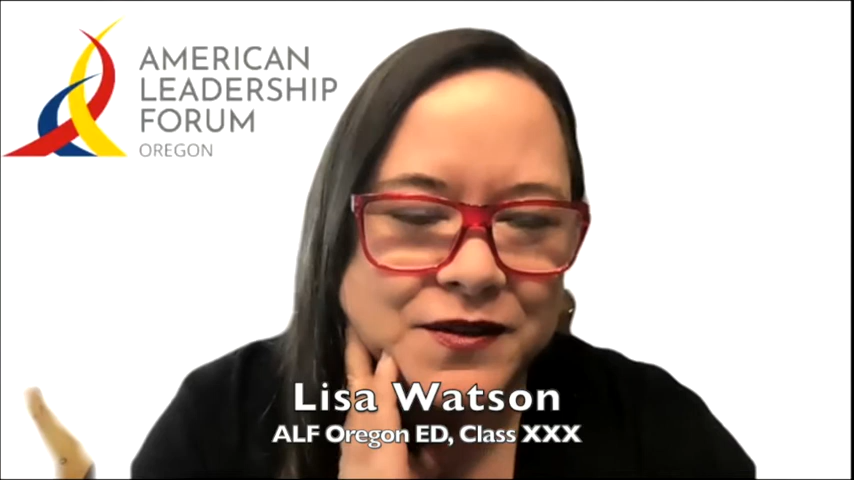 AMERICAN
LEADERSHIP
FORUM
OREGON
Lisa Watson
ALF Oregon ED, Class XXX